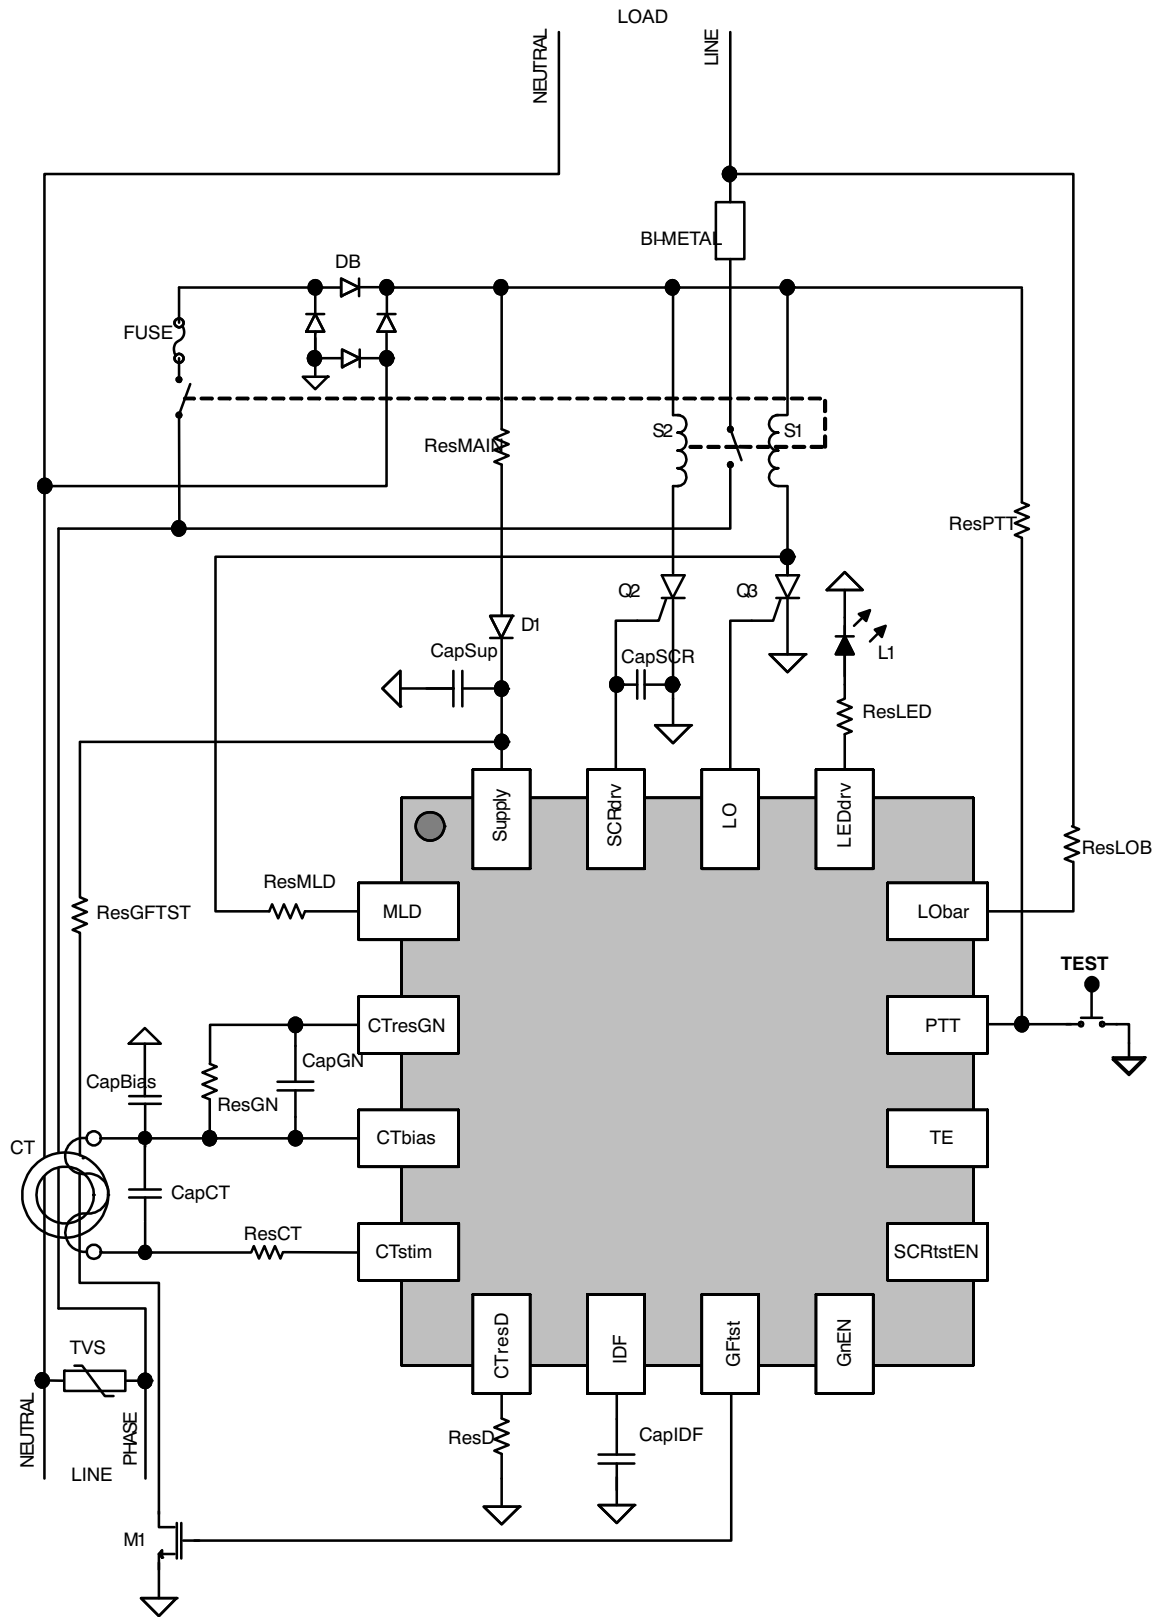 LOAD
NEUTRAL
LINE
BI-METAL
DB
FUSE
S2
S1
ResMAIN
ResPTT
Q2
Q3
D1
L1
CapSup
CapSCR
ResLED
Supply
SCRdrv
LO
LEDdrv
ResLOB
ResMLD
ResGFTST
MLD
LObar
TEST
CTresGN
PTT
CapGN
CapBias
ResGN
CTbias
TE
CT
CapCT
ResCT
CTstim
SCRtstEN
CTresD
IDF
GFtst
GnEN
TVS
NEUTRAL
PHASE
LINE
ResD
CapIDF
M1